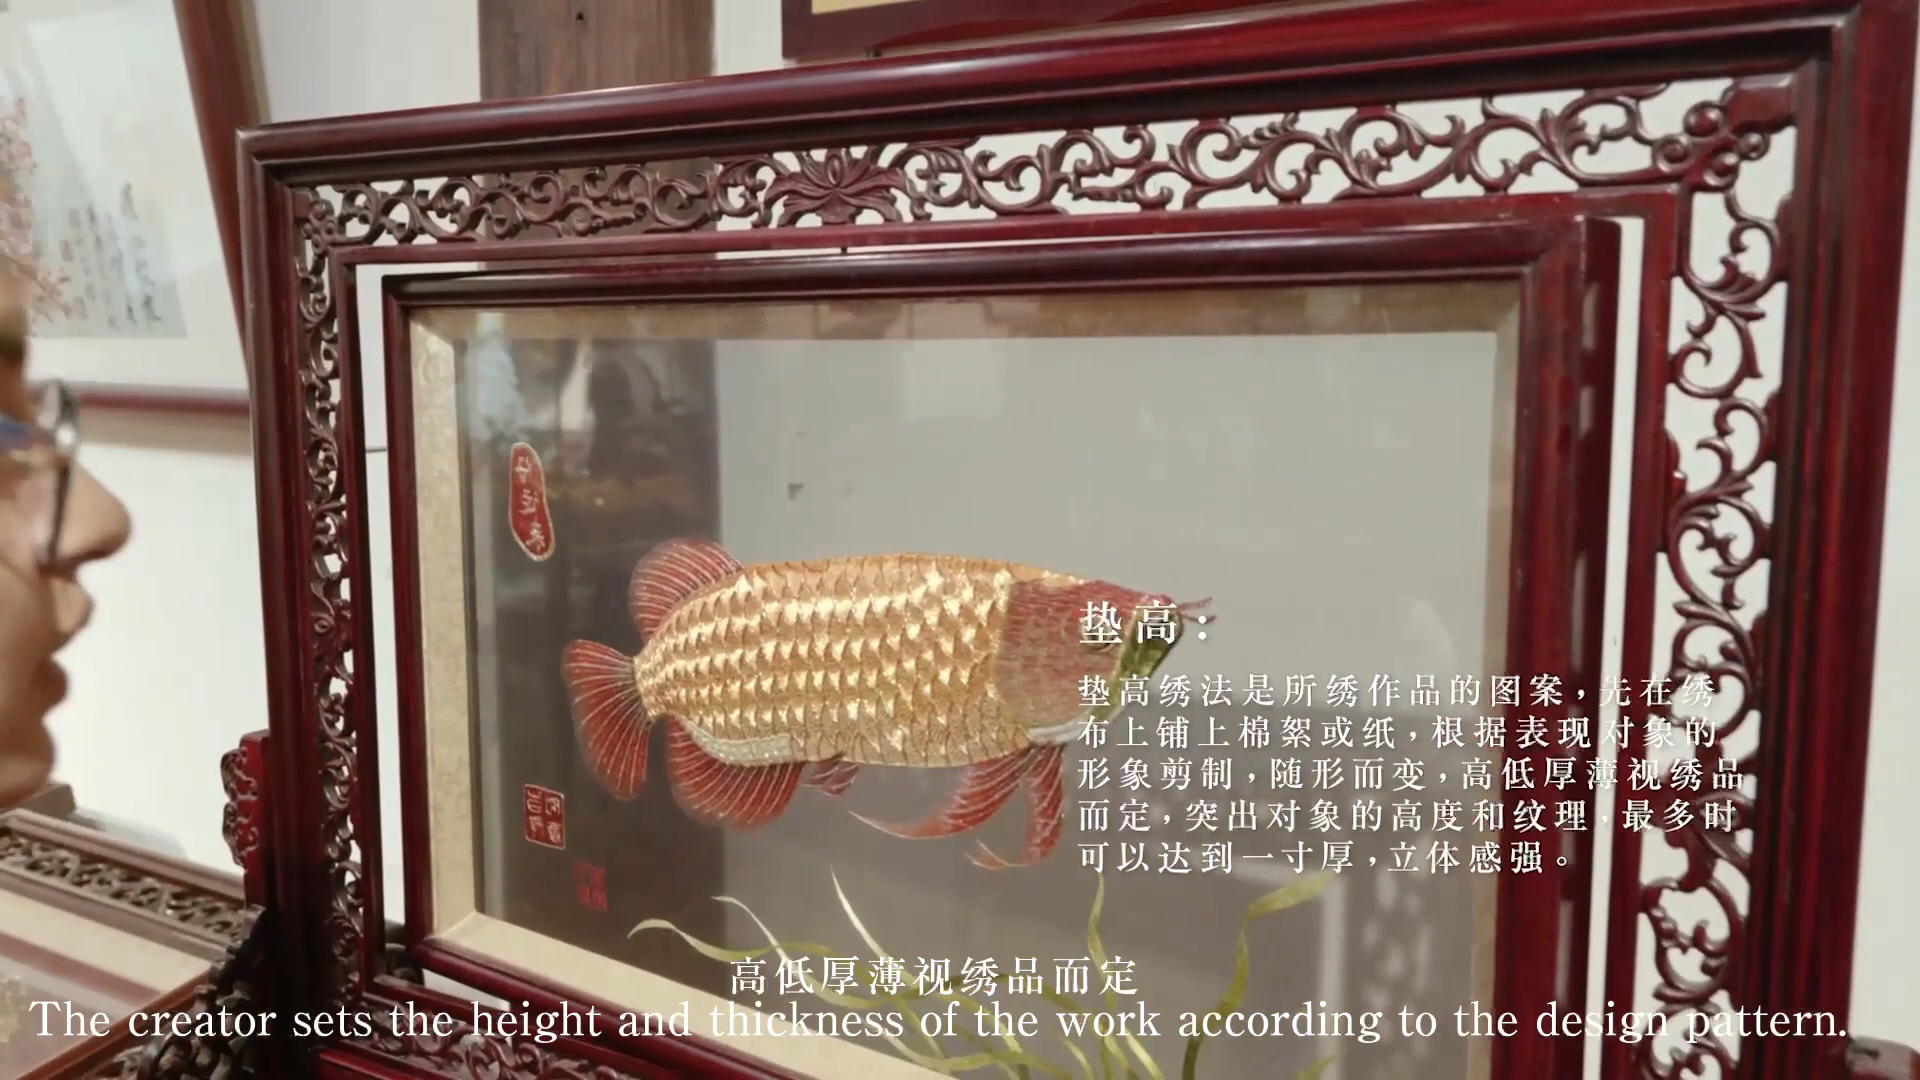 垫高：
垫高绣法是所绣作品的图案，先在绣
布上铺上棉絮或纸，根据表现对象的
形象剪制，随形而变，高低厚薄视绣品
而定，突出对象的高度和纹理，最多时
可以达到一寸厚，立体感强。
高低厚薄视绣品而定
The creator sets the height and thickness of the work according to the design pattern.